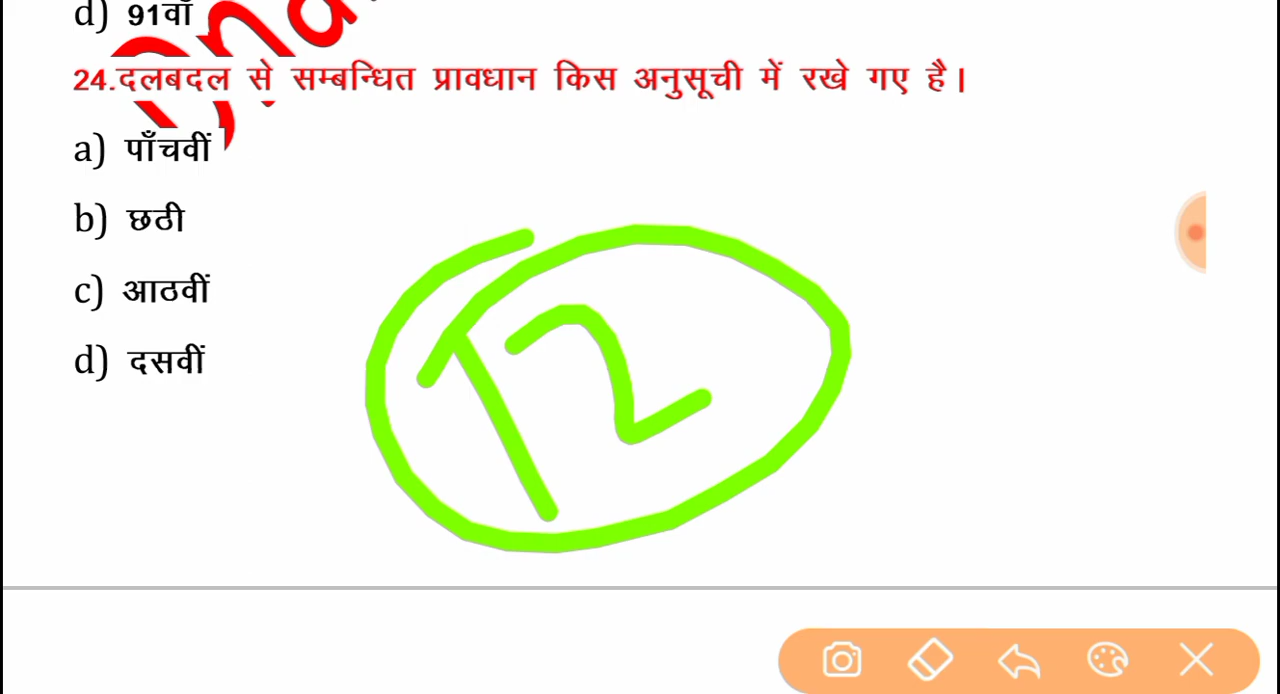 d) 91वाँ
24.दलबदल से सम्बन्धित प्रावधान किस अनुसूची में रखे गए है।
a) पाँचवीं
b) छठी
c) आठवीं
d) दसवीं
12